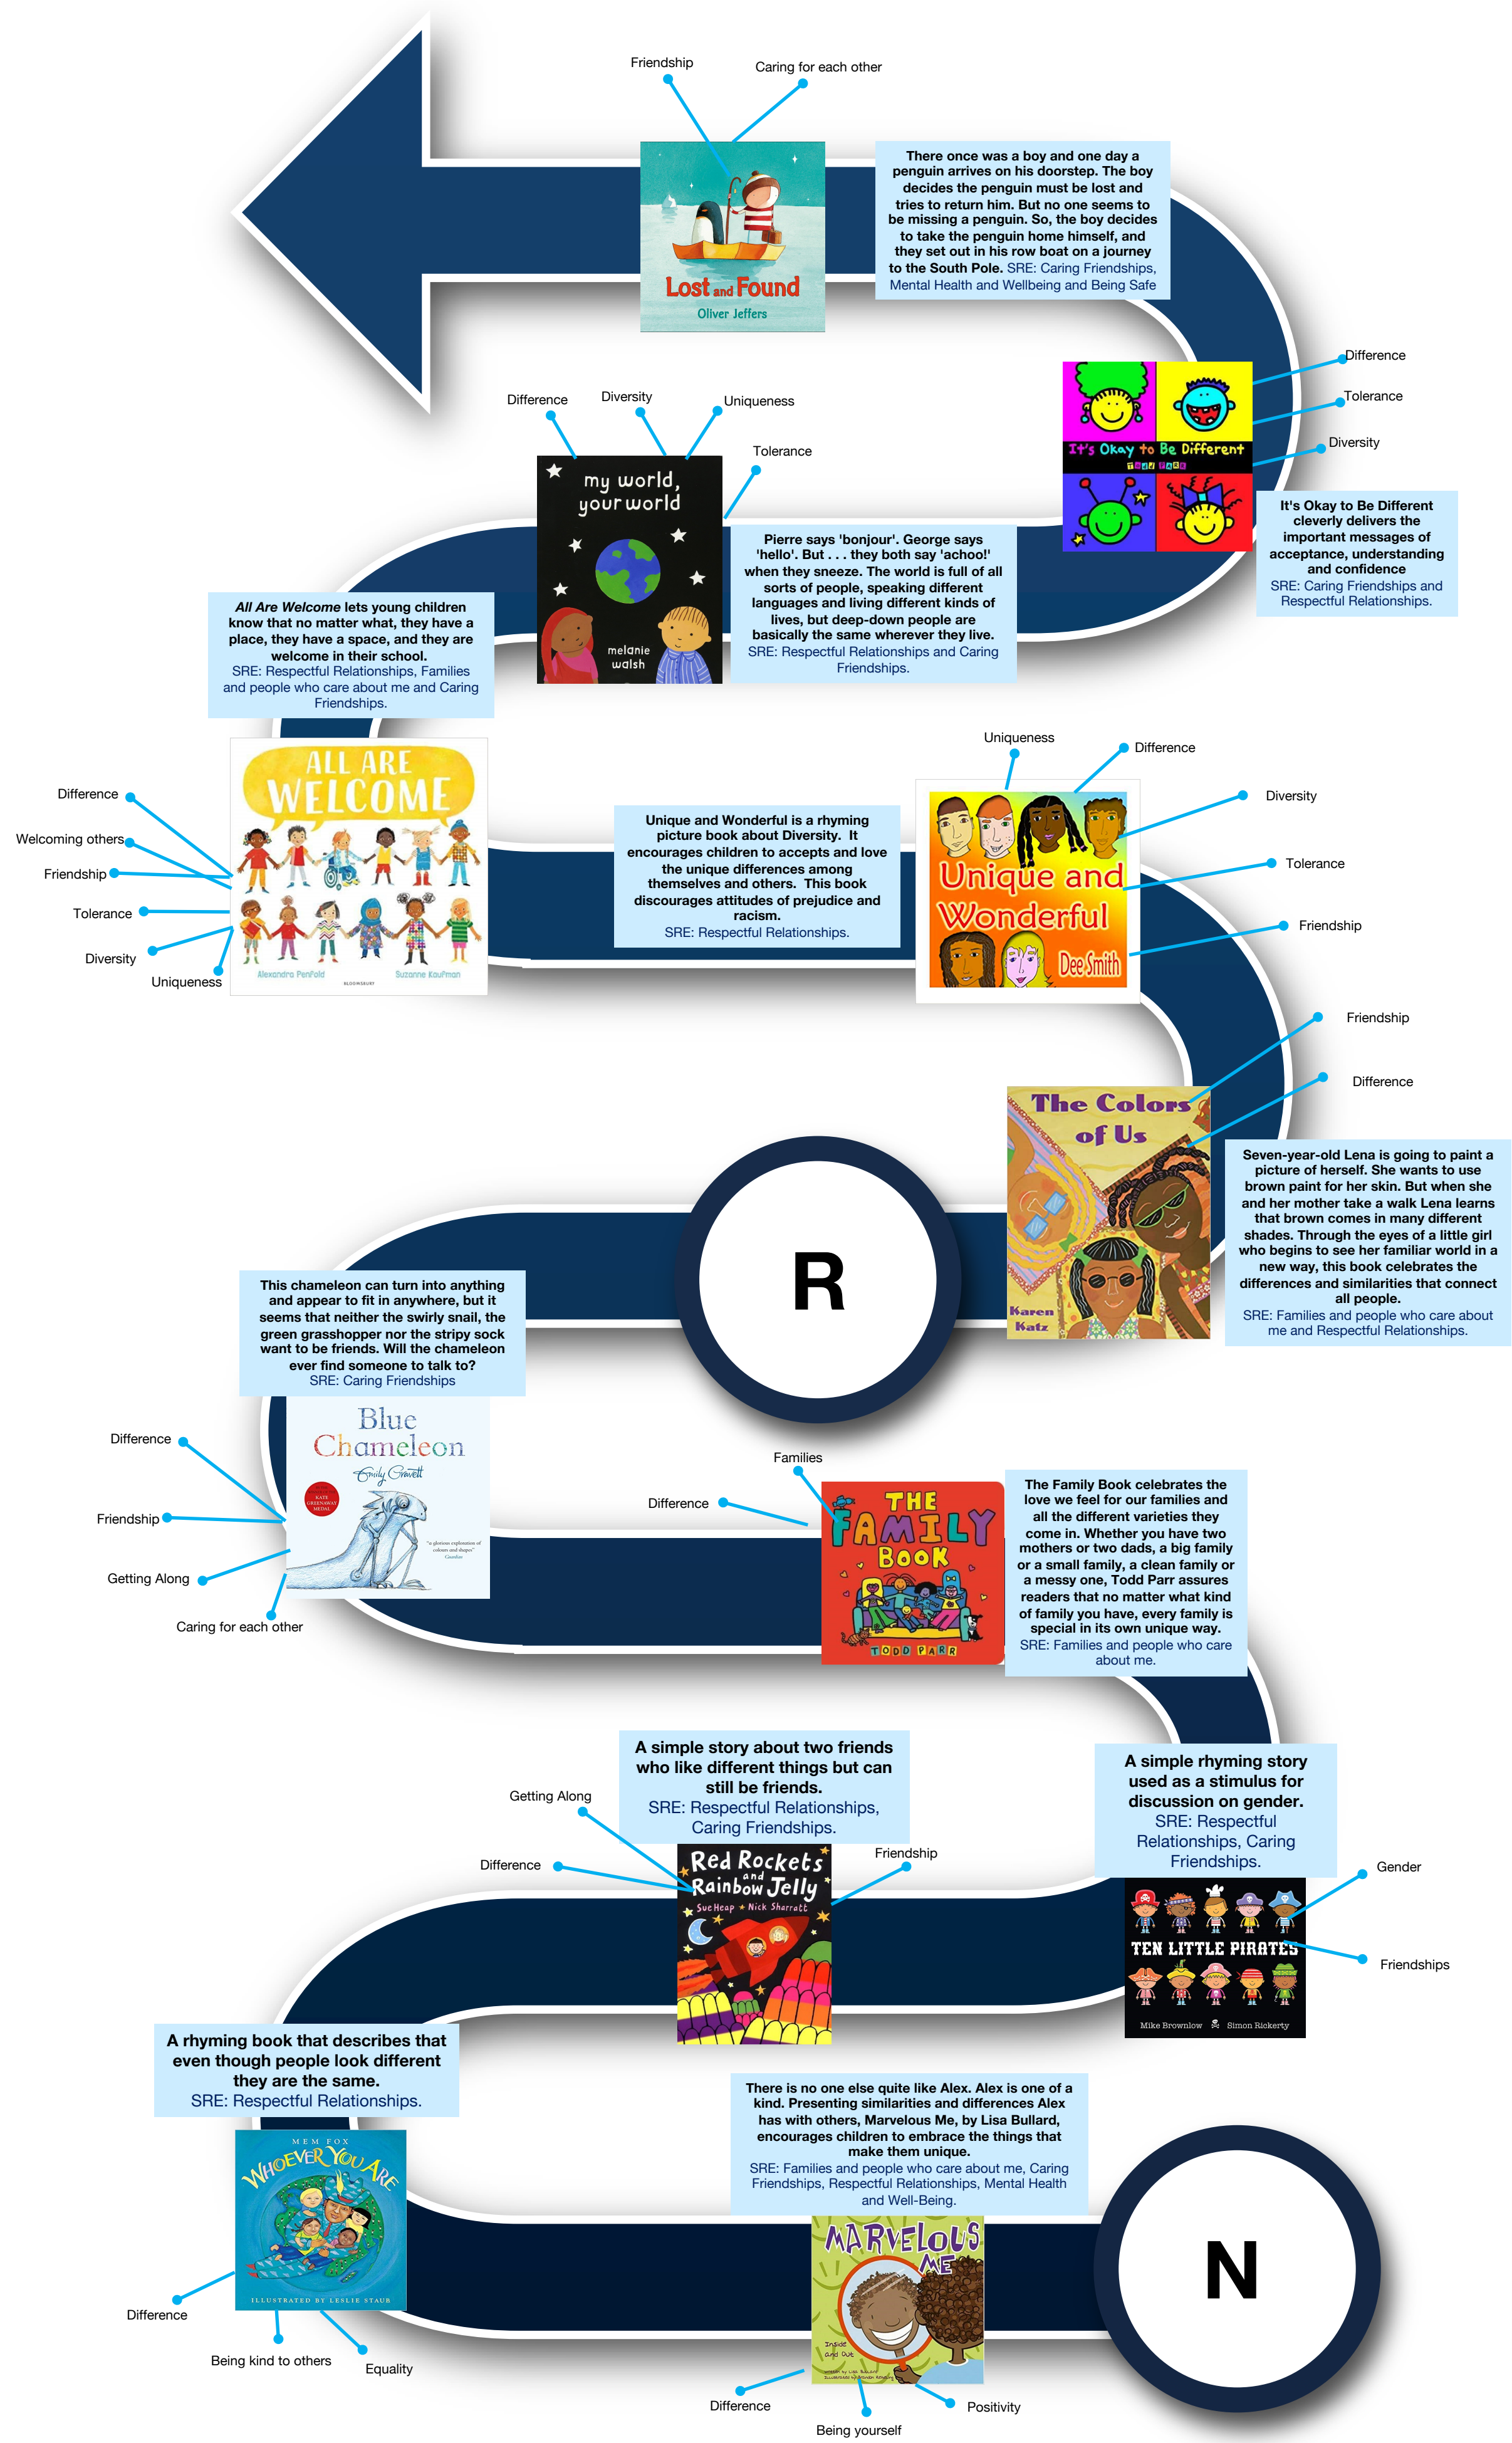 Friendship
Caring for each other
There once was a boy and one day a
penguin arrives on his doorstep. The boy
decides the penguin must be lost and
tries to return him. But no one seems to
be missing a penguin. So, the boy decides
to take the penguin home himself, and
they set out in his row boat on a journey
to the South Pole. SRE: Caring Friendships,
Mental Health and Wellbeing and Being Safe
Lost and Found
Oliver Jeffers
Difference
Tolerance
Diversity
It's Okay to Be Different
TODD PARR
It's Okay to Be Different
cleverly delivers the
important messages of
acceptance, understanding
and confidence
SRE: Caring Friendships and
Respectful Relationships.
Difference
Diversity
Uniqueness
Tolerance
my world,
your world
melanie
walsh
Pierre says 'bonjour'. George says
'hello'. But . . . they both say 'achoo!'
when they sneeze. The world is full of all
sorts of people, speaking different
languages and living different kinds of
lives, but deep-down people are
basically the same wherever they live.
SRE: Respectful Relationships and Caring
Friendships.
All Are Welcome lets young children
know that no matter what, they have a
place, they have a space, and they are
welcome in their school.
SRE: Respectful Relationships, Families
and people who care about me and Caring
Friendships.
ALL ARE
WELCOME
Alexandra Penfold
Suzanne Kaufman
BLOOMSBURY
Difference
Welcoming others
Friendship
Tolerance
Diversity
Uniqueness
Unique and Wonderful is a rhyming
picture book about Diversity. It
encourages children to accepts and love
the unique differences among
themselves and others. This book
discourages attitudes of prejudice and
racism.
SRE: Respectful Relationships.
Uniqueness
Difference
Diversity
Tolerance
Friendship
Unique and
Wonderful
Dee Smith
Friendship
Difference
The Colors
of Us
Karen
Katz
Seven-year-old Lena is going to paint a
picture of herself. She wants to use
brown paint for her skin. But when she
and her mother take a walk Lena learns
that brown comes in many different
shades. Through the eyes of a little girl
who begins to see her familiar world in a
new way, this book celebrates the
differences and similarities that connect
all people.
SRE: Families and people who care about
me and Respectful Relationships.
R
This chameleon can turn into anything
and appear to fit in anywhere, but it
seems that neither the swirly snail, the
green grasshopper nor the stripy sock
want to be friends. Will the chameleon
ever find someone to talk to?
SRE: Caring Friendships
Blue
Chameleon
Emily Gravett
KATE
GREENAWAY
MEDAL
"a glorious exploration of
colours and shapes"
Guardian
Difference
Friendship
Getting Along
Caring for each other
Families
Difference
THE
FAMILY
BOOK
TODD PARR
The Family Book celebrates the
love we feel for our families and
all the different varieties they
come in. Whether you have two
mothers or two dads, a big family
or a small family, a clean family or
a messy one, Todd Parr assures
readers that no matter what kind
of family you have, every family is
special in its own unique way.
SRE: Families and people who care
about me.
A simple story about two friends
who like different things but can
still be friends.
SRE: Respectful Relationships,
Caring Friendships.
Getting Along
Difference
Friendship
Red Rockets
and
Rainbow Jelly
Sue Heap ★ Nick Sharratt
A simple rhyming story
used as a stimulus for
discussion on gender.
SRE: Respectful
Relationships, Caring
Friendships.
Gender
Friendships
TEN LITTLE PIRATES
Mike Brownlow Simon Rickerty
A rhyming book that describes that
even though people look different
they are the same.
SRE: Respectful Relationships.
MEM FOX
WHOEVER YOU ARE
ILLUSTRATED BY LESLIE STAUB
Difference
Being kind to others
Equality
There is no one else quite like Alex. Alex is one of a
kind. Presenting similarities and differences Alex
has with others, Marvelous Me, by Lisa Bullard,
encourages children to embrace the things that
make them unique.
SRE: Families and people who care about me, Caring
Friendships, Respectful Relationships, Mental Health
and Well-Being.
MARVELOUS
ME
Inside
and Out
written by Lisa Bullard
Difference
Being yourself
Positivity
N